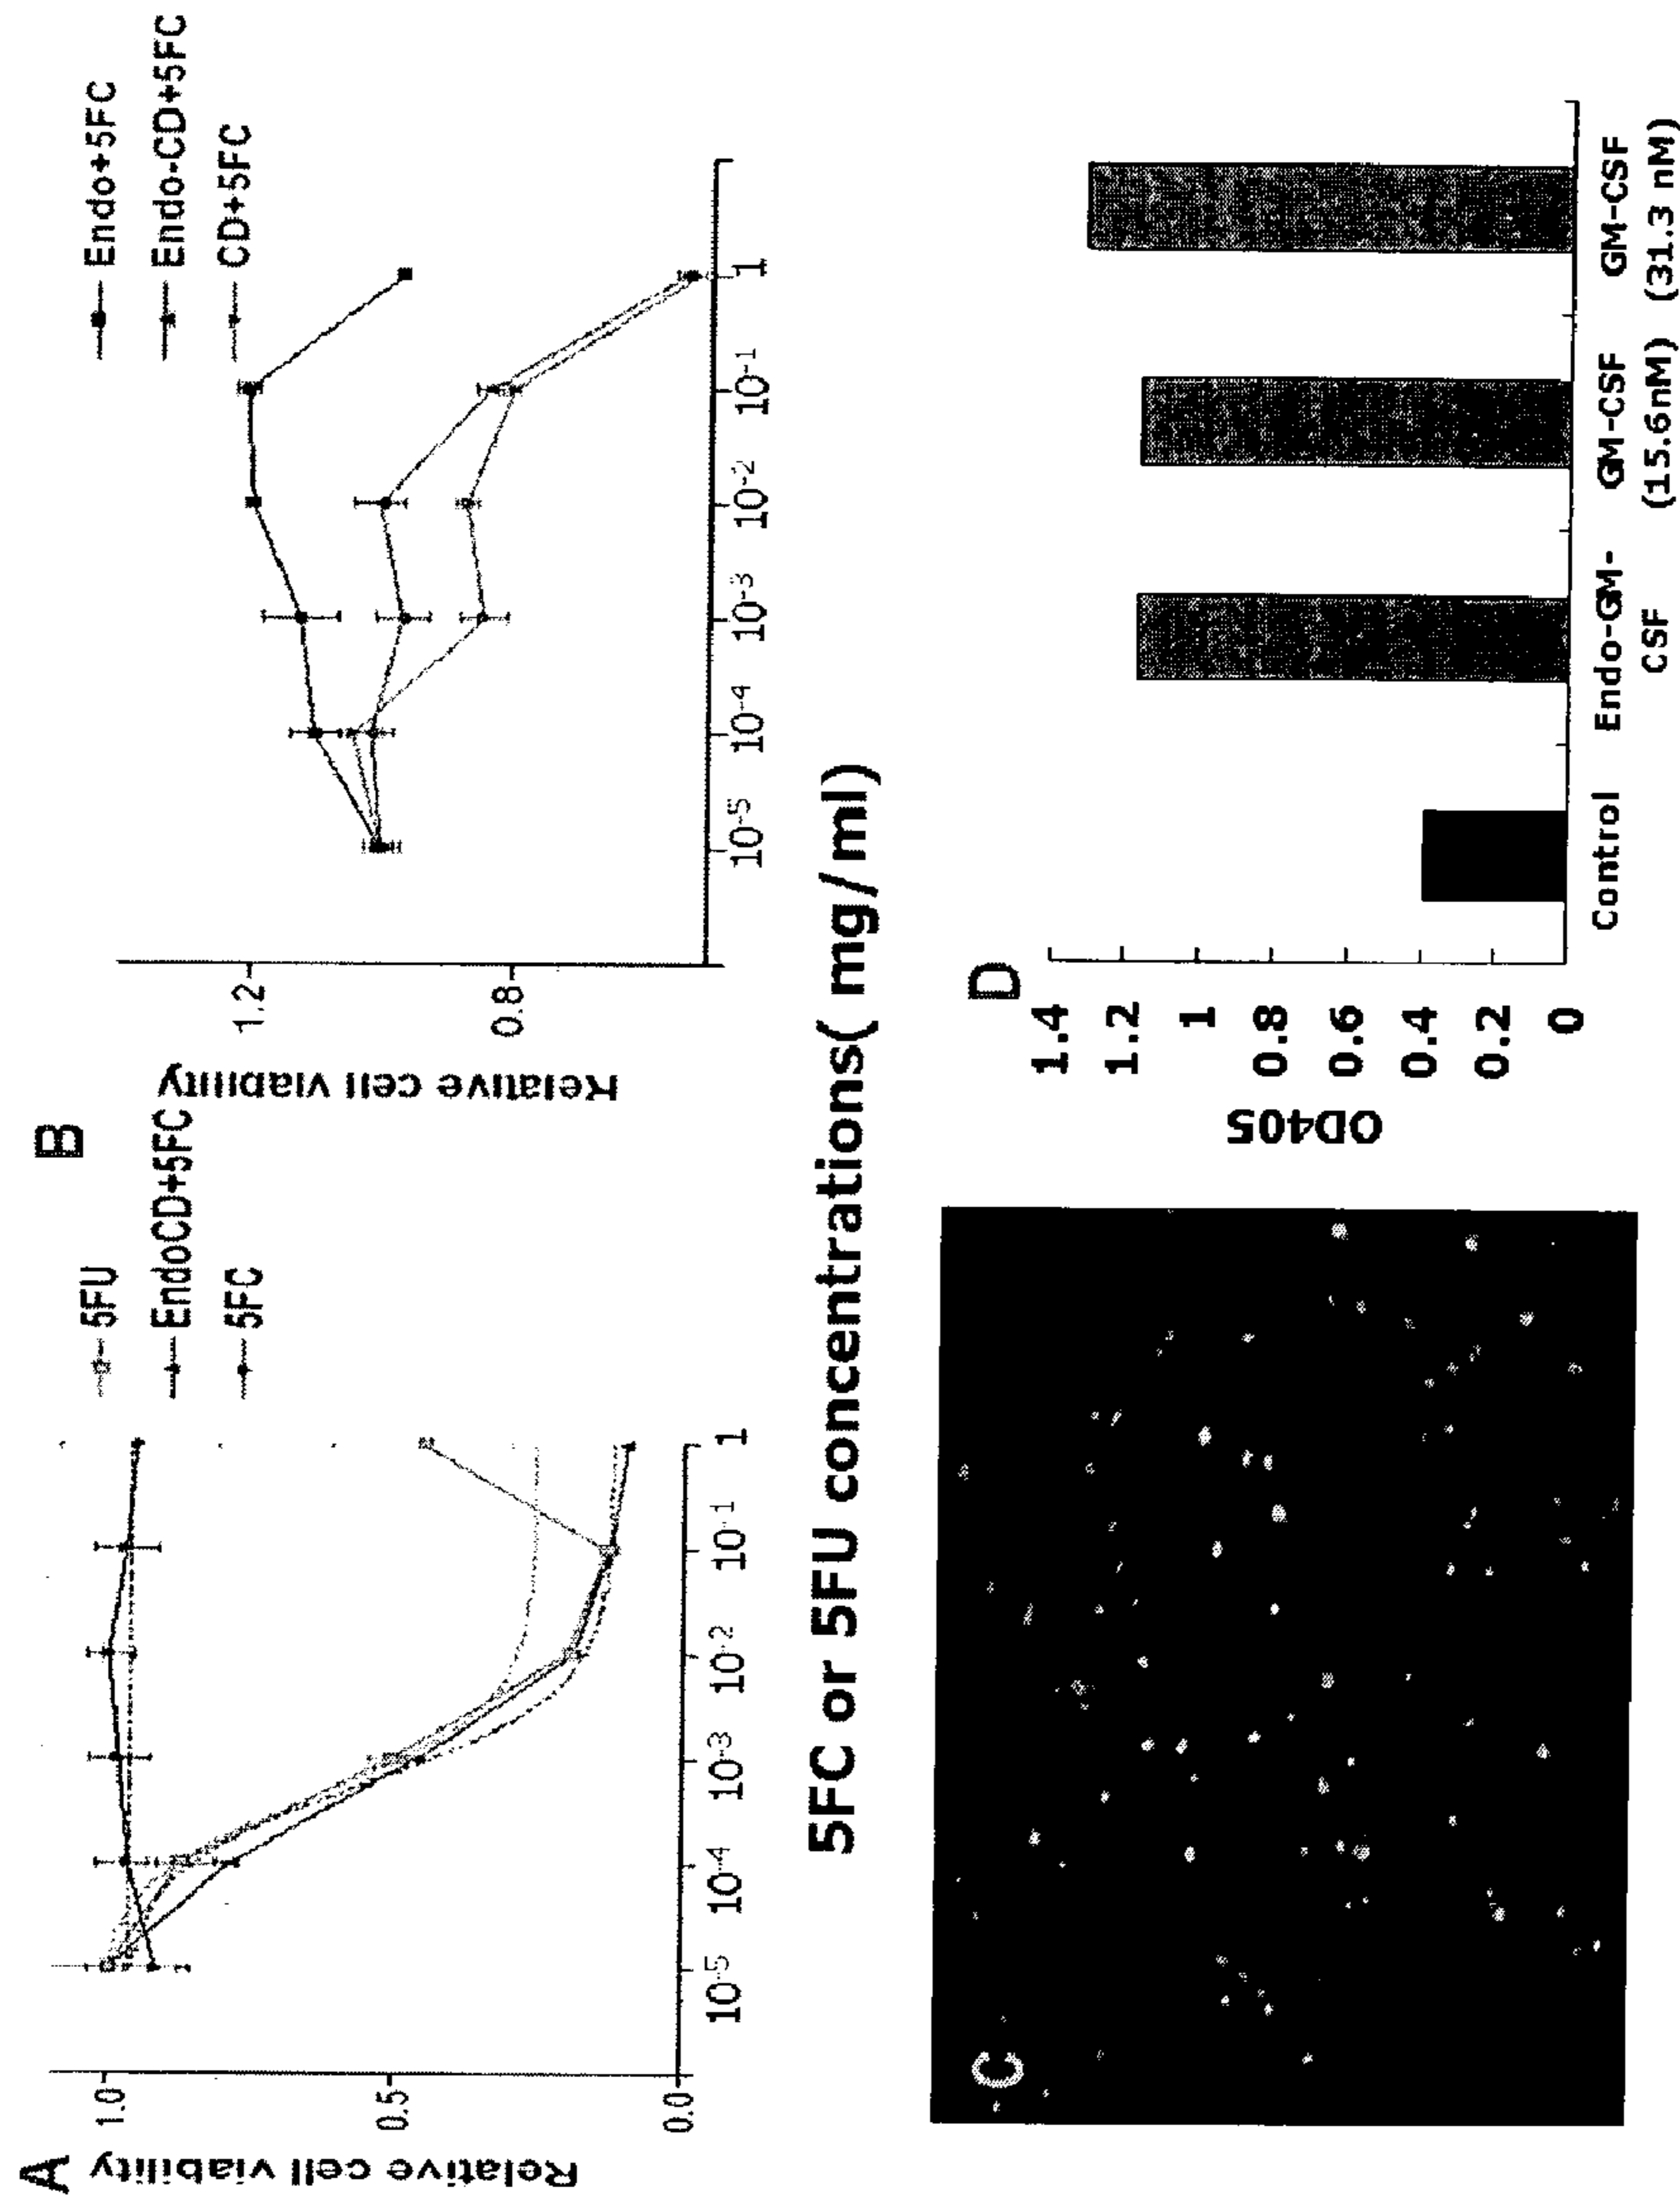 A
Relative cell viability
1.0
0.5
0.0
10-5
10-4
10-3
10-2
10-1
1
5FU
EndoCD+5FC
5FC
B
Relative cell viability
1.2
0.8
10-5
10-4
10-3
10-2
10-1
1
Endo+5FC
Endo-CD+5FC
CD+5FC
5FC or 5FU concentrations( mg/ml)
C
D
OD405
1.4
1.2
1
0.8
0.6
0.4
0.2
0
Control
Endo-GM-
CSF
GM-CSF
(15.6nM)
GM-CSF
(31.3 nM)